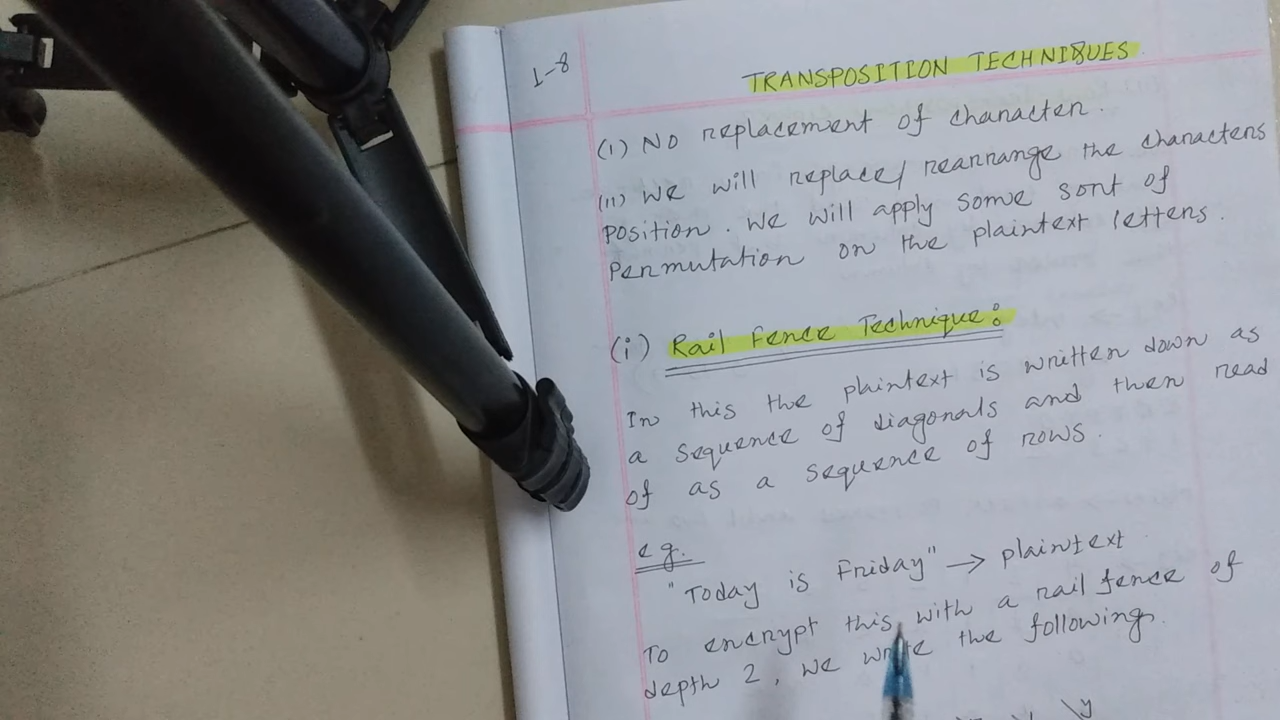 1-8
TRANSPOSITION TECHNIQUES
(i) No replacement of character.
(ii) We will replace/ rearrange the characters
position. We will apply some sort of
permutation on the plaintext letters.
(i) Rail Fence Technique:
In this the plaintext is written down as
a sequence of diagonals and then read
of as a sequence of rows.
eg.
"Today is Friday" → plaintext
To encrypt this with a rail fence of
depth 2, we write the following.
y